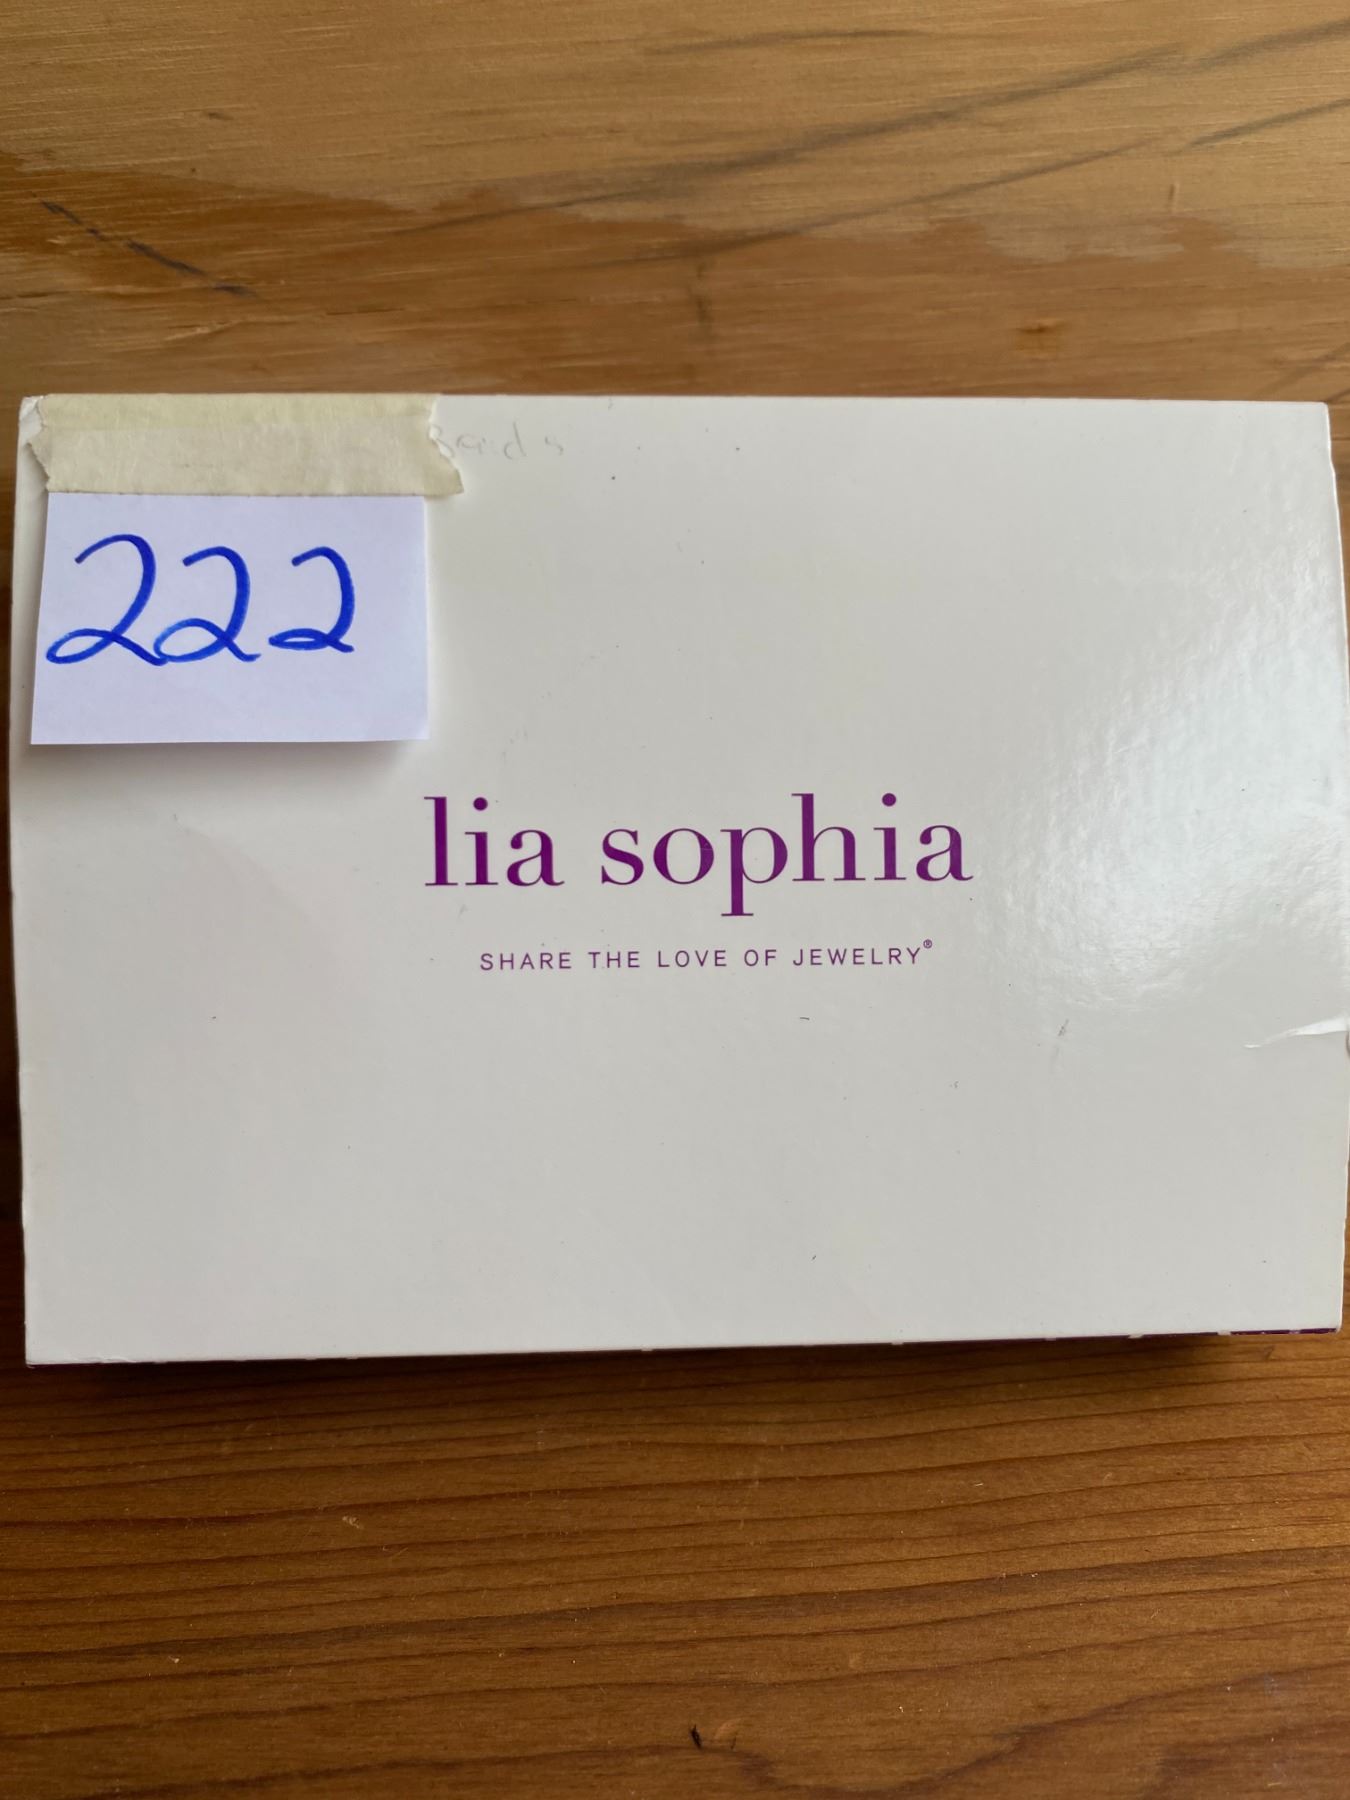 222
lia sophia
SHARE THE LOVE OF JEWELRY®